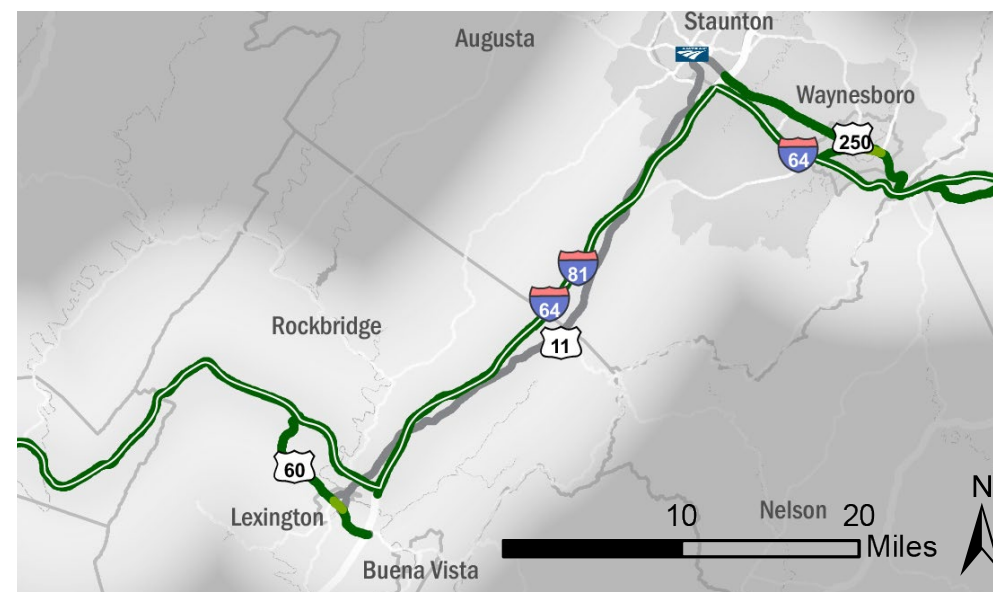 Staunton
Augusta
Waynesboro
250
64
81
64
11
Rockbridge
60
Lexington
Buena Vista
Nelson
10
20
Miles
N